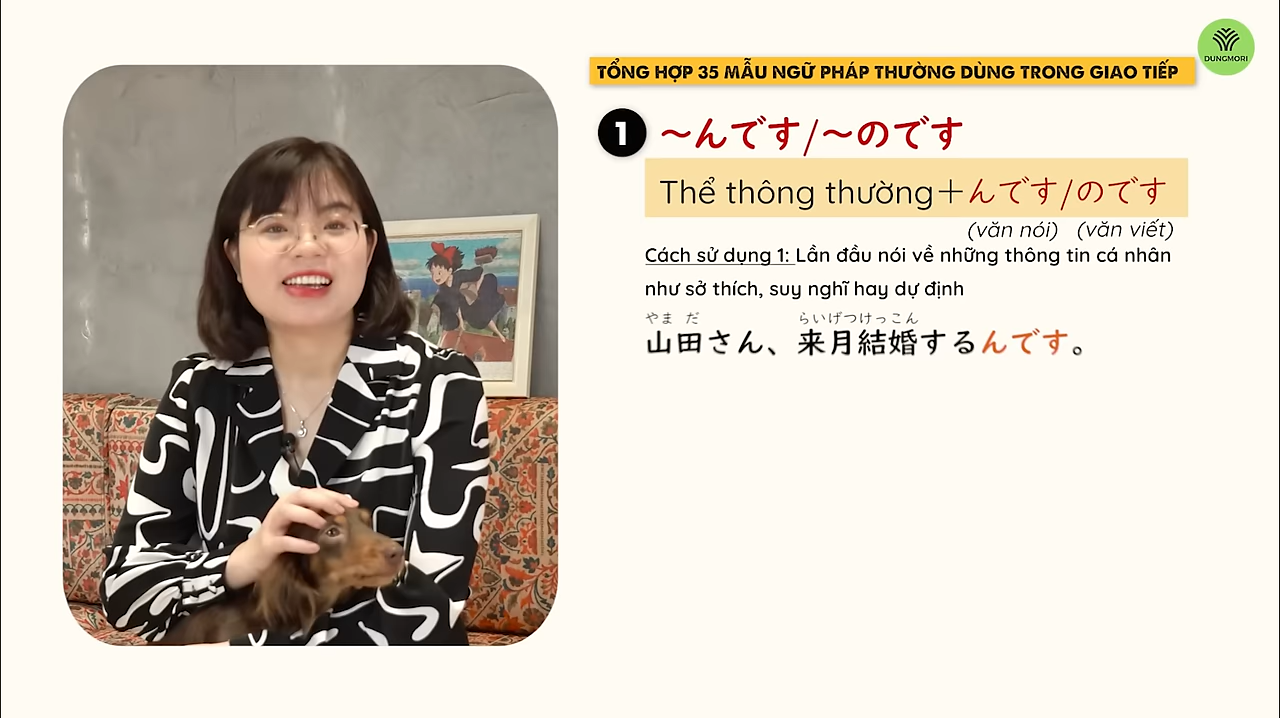 DUNGMORI
TỔNG HỢP 35 MẪU NGỮ PHÁP THƯỜNG DÙNG TRONG GIAO TIẾP
1 ～んです/～のです
Thể thông thường＋んです/のです
(văn nói) (văn viết)
Cách sử dụng 1: Lần đầu nói về những thông tin cá nhân
như sở thích, suy nghĩ hay dự định
やま だ らいげつけっこん
山田さん、来月結婚するんです。